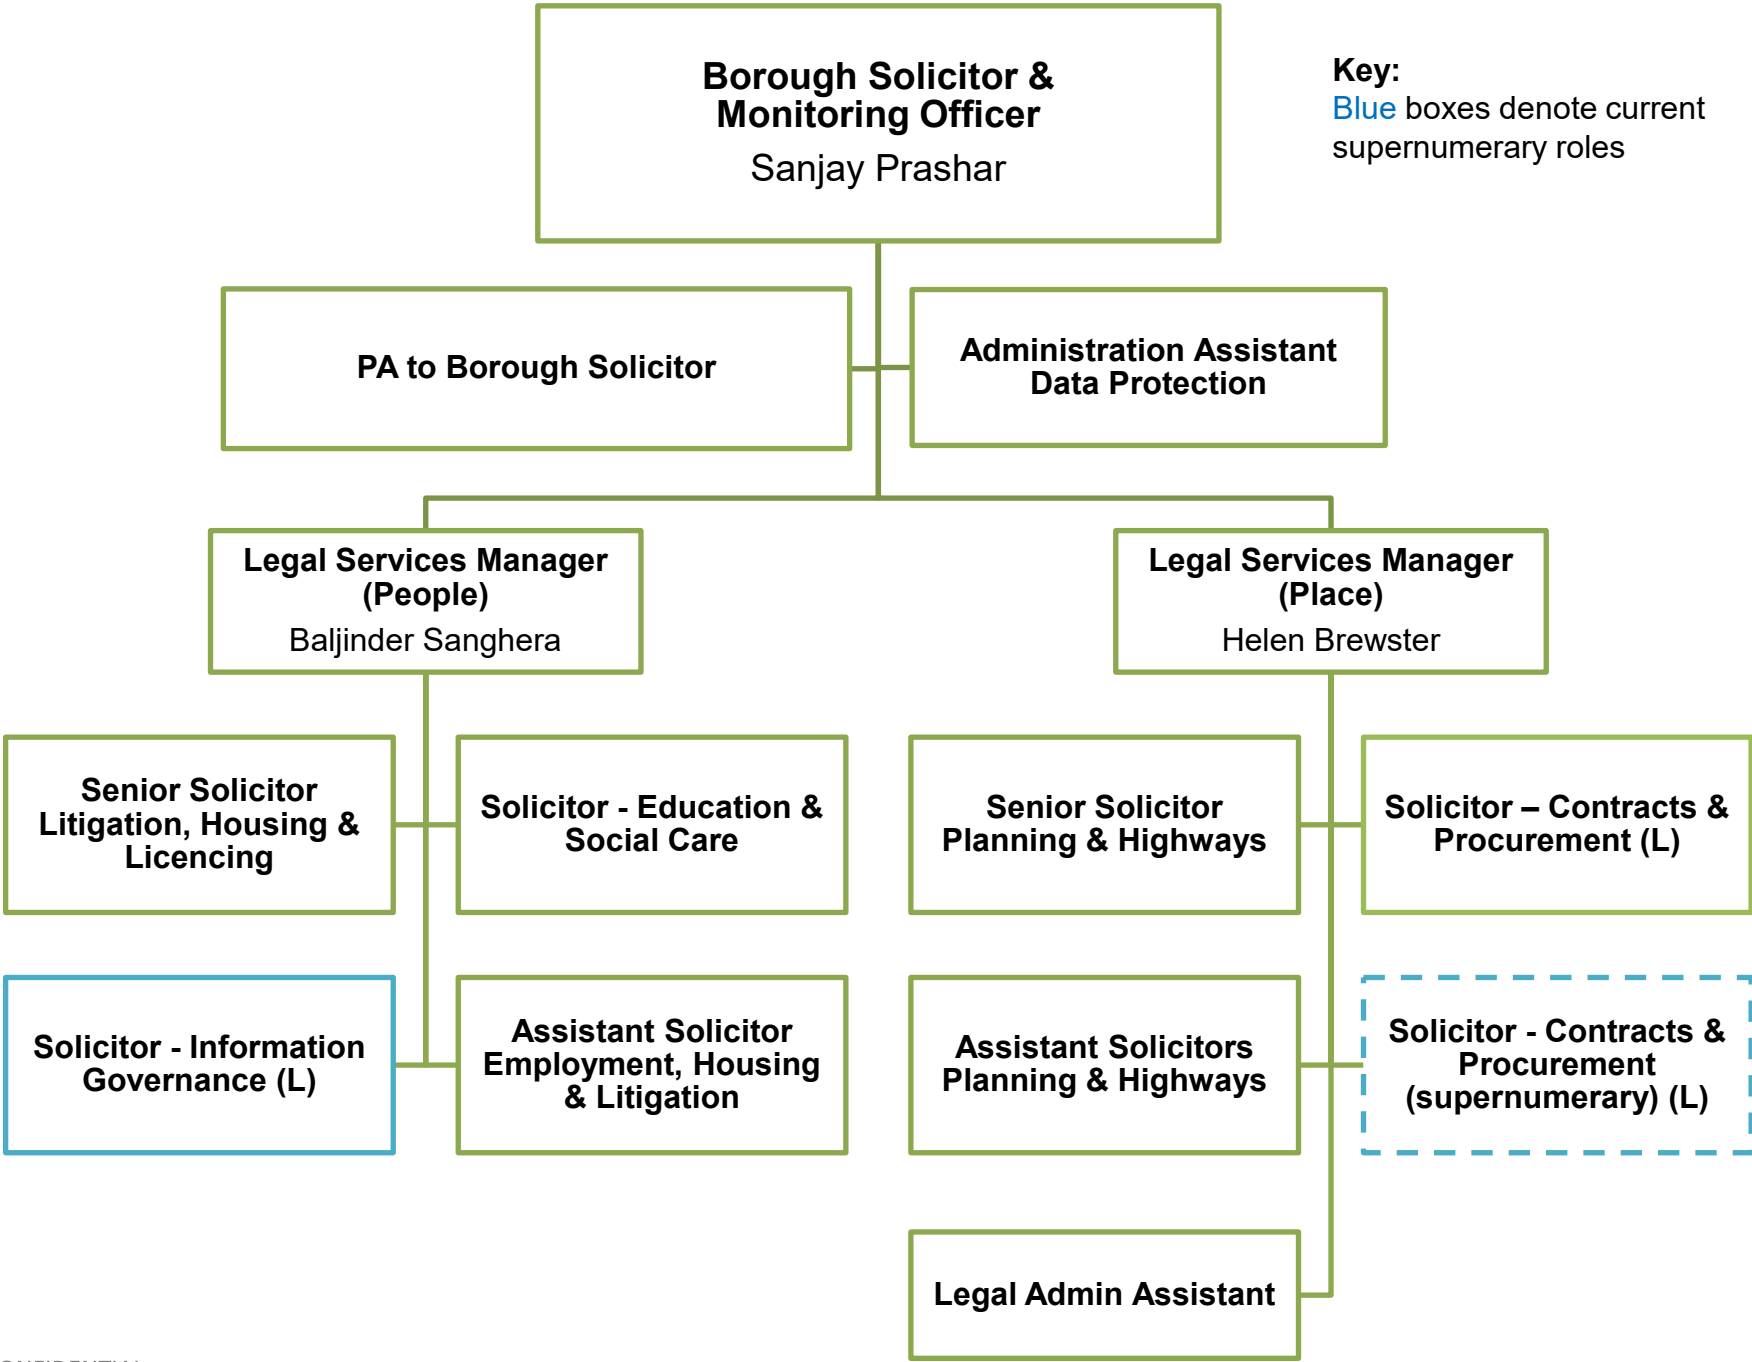 Borough Solicitor &
Monitoring Officer
Sanjay Prashar
Key:
Blue boxes denote current
supernumerary roles
PA to Borough Solicitor
Administration Assistant
Data Protection
Legal Services Manager
(People)
Baljinder Sanghera
Legal Services Manager
(Place)
Helen Brewster
Senior Solicitor
Litigation, Housing &
Licencing
Solicitor - Education &
Social Care
Senior Solicitor
Planning & Highways
Solicitor – Contracts &
Procurement (L)
Solicitor - Information
Governance (L)
Assistant Solicitor
Employment, Housing
& Litigation
Assistant Solicitors
Planning & Highways
Solicitor - Contracts &
Procurement
(supernumerary) (L)
Legal Admin Assistant